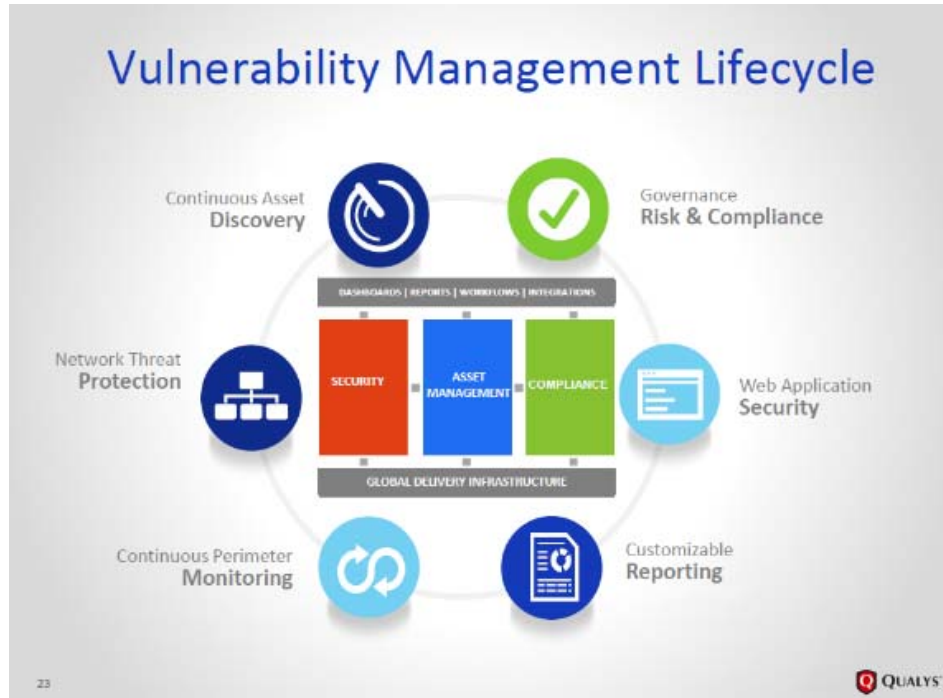 Vulnerability Management Lifecycle
Continuous Asset
Discovery
Governance
Risk & Compliance
DASHBOARDS | REPORTS | WORKFLOWS | INTEGRATIONS
Network Threat
Protection
SECURITY
ASSET
MANAGEMENT
COMPLIANCE
Web Application
Security
GLOBAL DELIVERY INFRASTRUCTURE
Continuous Perimeter
Monitoring
Customizable
Reporting
23
QUALYS